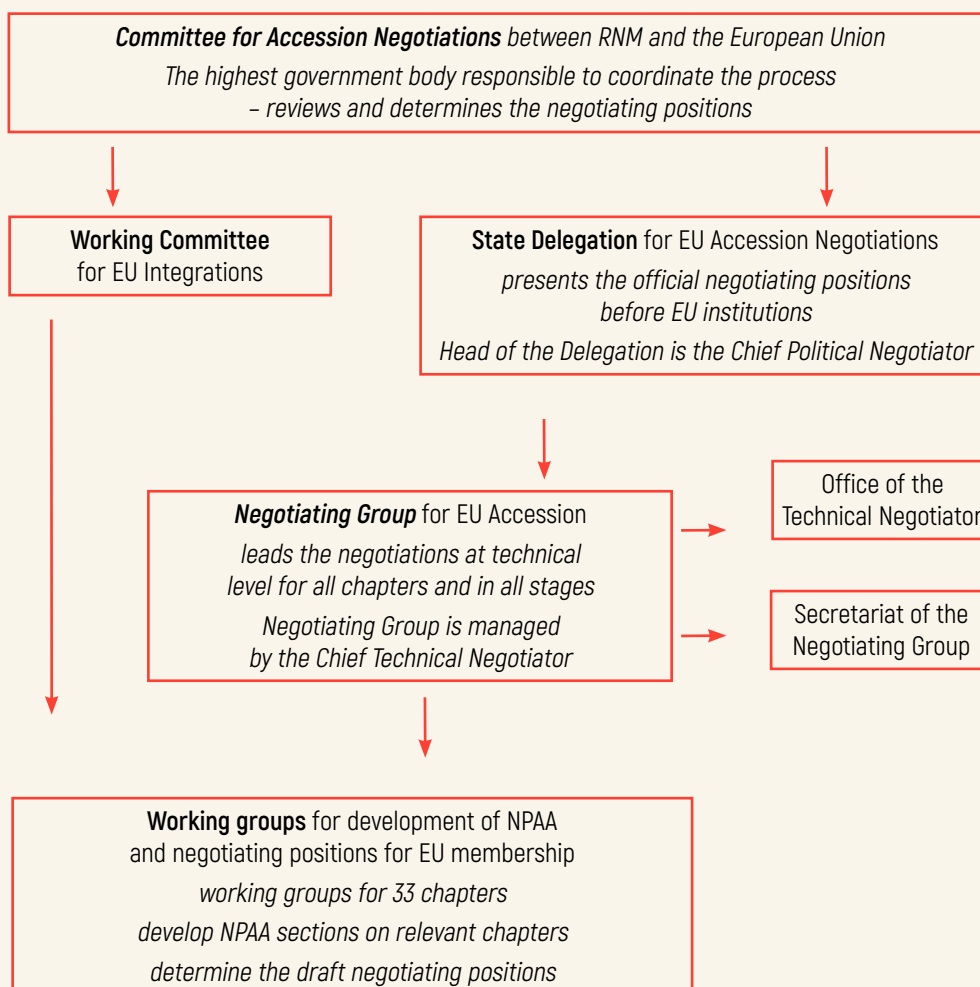 Committee for Accession Negotiations between RNM and the European Union
The highest government body responsible to coordinate the process
– reviews and determines the negotiating positions
Working Committee
for EU Integrations
State Delegation for EU Accession Negotiations
presents the official negotiating positions
before EU institutions
Head of the Delegation is the Chief Political Negotiator
Negotiating Group for EU Accession
leads the negotiations at technical
level for all chapters and in all stages
Negotiating Group is managed
by the Chief Technical Negotiator
Office of the
Technical Negotiator
Secretariat of the
Negotiating Group
Working groups for development of NPAA
and negotiating positions for EU membership
working groups for 33 chapters
develop NPAA sections on relevant chapters
determine the draft negotiating positions